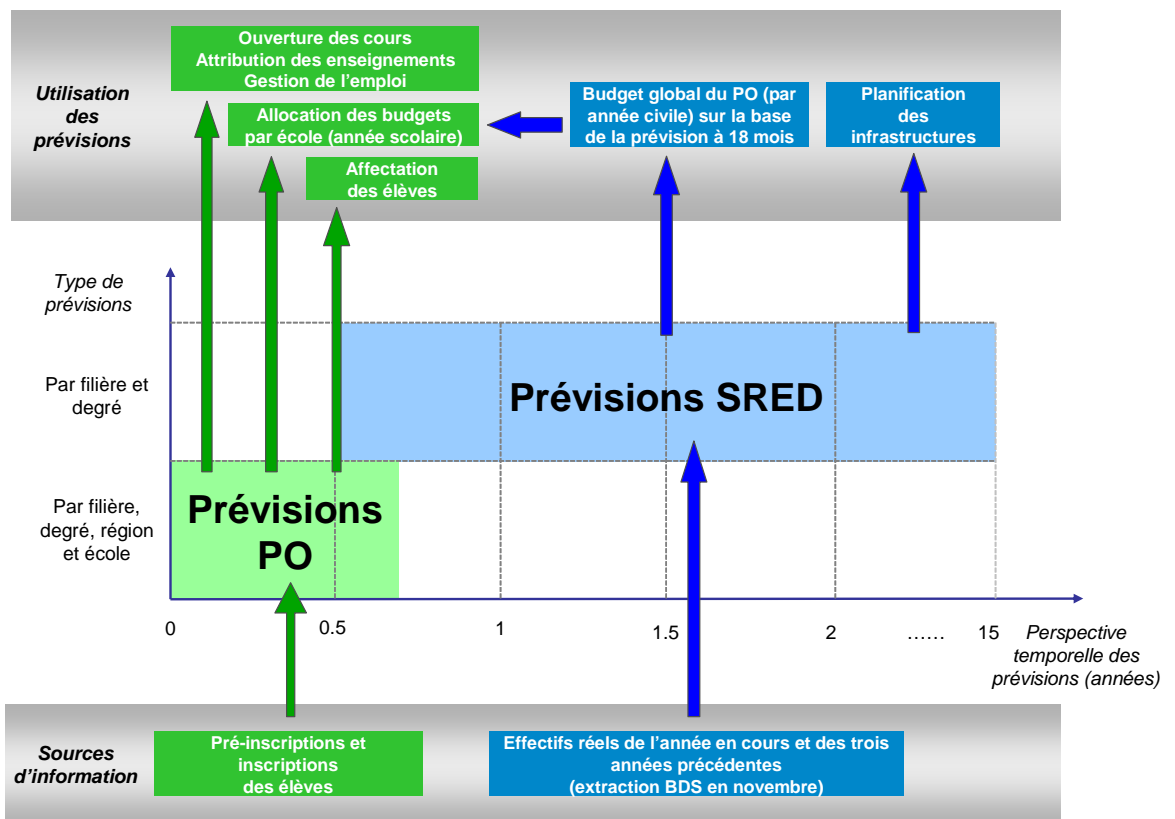 Utilisation
des
prévisions
Ouverture des cours
Attribution des enseignements
Gestion de l'emploi
Allocation des budgets
par école (année scolaire)
Affectation
des élèves
Budget global du PO (par
année civile) sur la base
de la prévision à 18 mois
Planification
des
infrastructures
Type de
prévisions
Par filière et
degré
Prévisions SRED
Par filière,
degré, région
et école
Prévisions
PO
0
0.5
1
1.5
2
……
15
Perspective
temporelle des
prévisions (années)
Sources
d'information
Pré-inscriptions et
inscriptions
des élèves
Effectifs réels de l'année en cours et des trois
années précédentes
(extraction BDS en novembre)